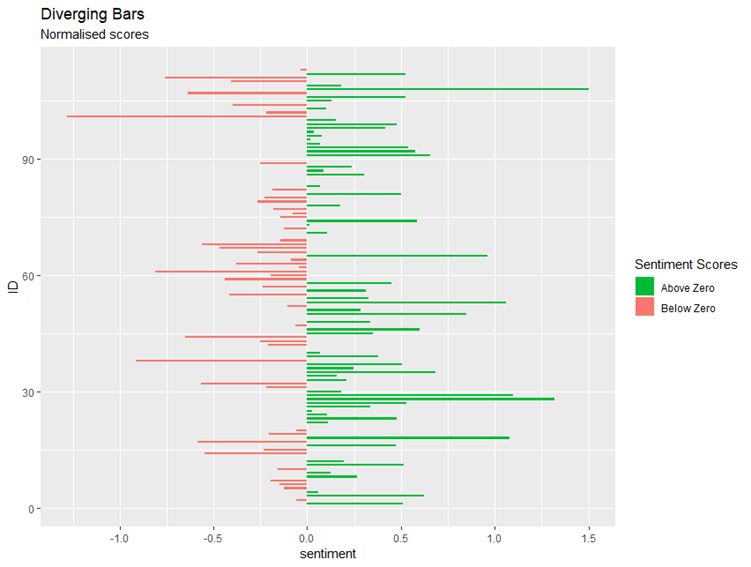 Diverging Bars
Normalised scores
90
60
30
0
ID
-1.0 -0.5 0.0 0.5 1.0 1.5
sentiment
Sentiment Scores
Above Zero
Below Zero